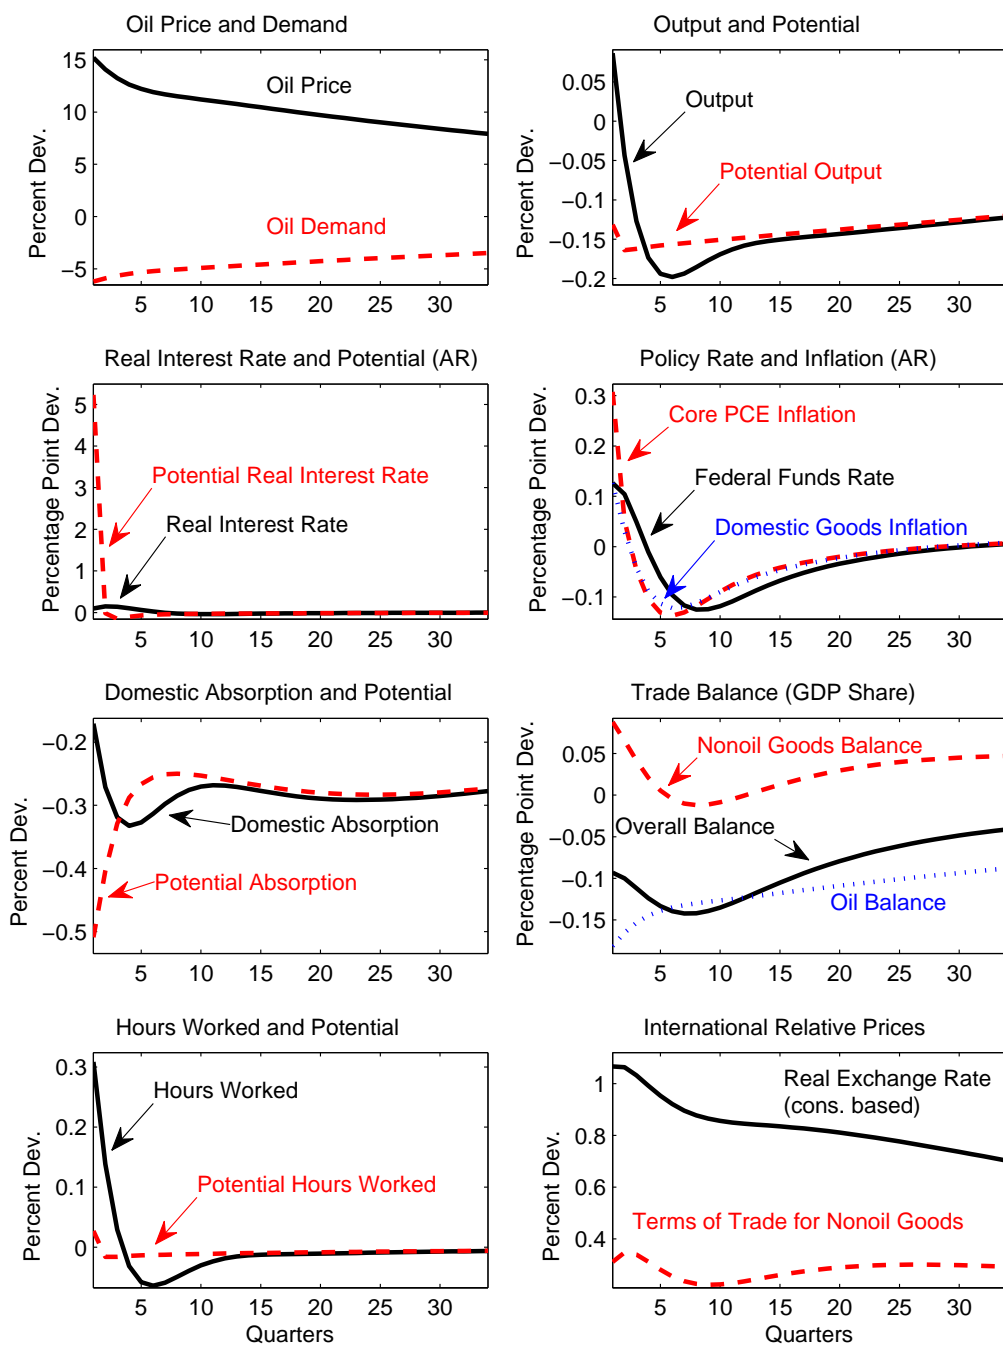 Oil Price and Demand
Percent Dev.
15
10
5
0
−5
Oil Price
Oil Demand
5 10 15 20 25 30
Output and Potential
Percent Dev.
0.05
0
−0.05
−0.1
−0.15
−0.2
Output
Potential Output
5 10 15 20 25 30
Real Interest Rate and Potential (AR)
Percentage Point Dev.
5
4
3
2
1
0
Potential Real Interest Rate
Real Interest Rate
5 10 15 20 25 30
Policy Rate and Inflation (AR)
Percentage Point Dev.
0.3
0.2
0.1
0
−0.1
Core PCE Inflation
Federal Funds Rate
Domestic Goods Inflation
5 10 15 20 25 30
Domestic Absorption and Potential
Percent Dev.
−0.2
−0.3
−0.4
−0.5
Domestic Absorption
Potential Absorption
5 10 15 20 25 30
Trade Balance (GDP Share)
Percentage Point Dev.
0.05
0
−0.05
−0.1
−0.15
Nonoil Goods Balance
Overall Balance
Oil Balance
5 10 15 20 25 30
Hours Worked and Potential
Percent Dev.
0.3
0.2
0.1
0
Hours Worked
Potential Hours Worked
5 10 15 20 25 30
Quarters
International Relative Prices
Percent Dev.
1
0.8
0.6
0.4
Real Exchange Rate
(cons. based)
Terms of Trade for Nonoil Goods
5 10 15 20 25 30
Quarters